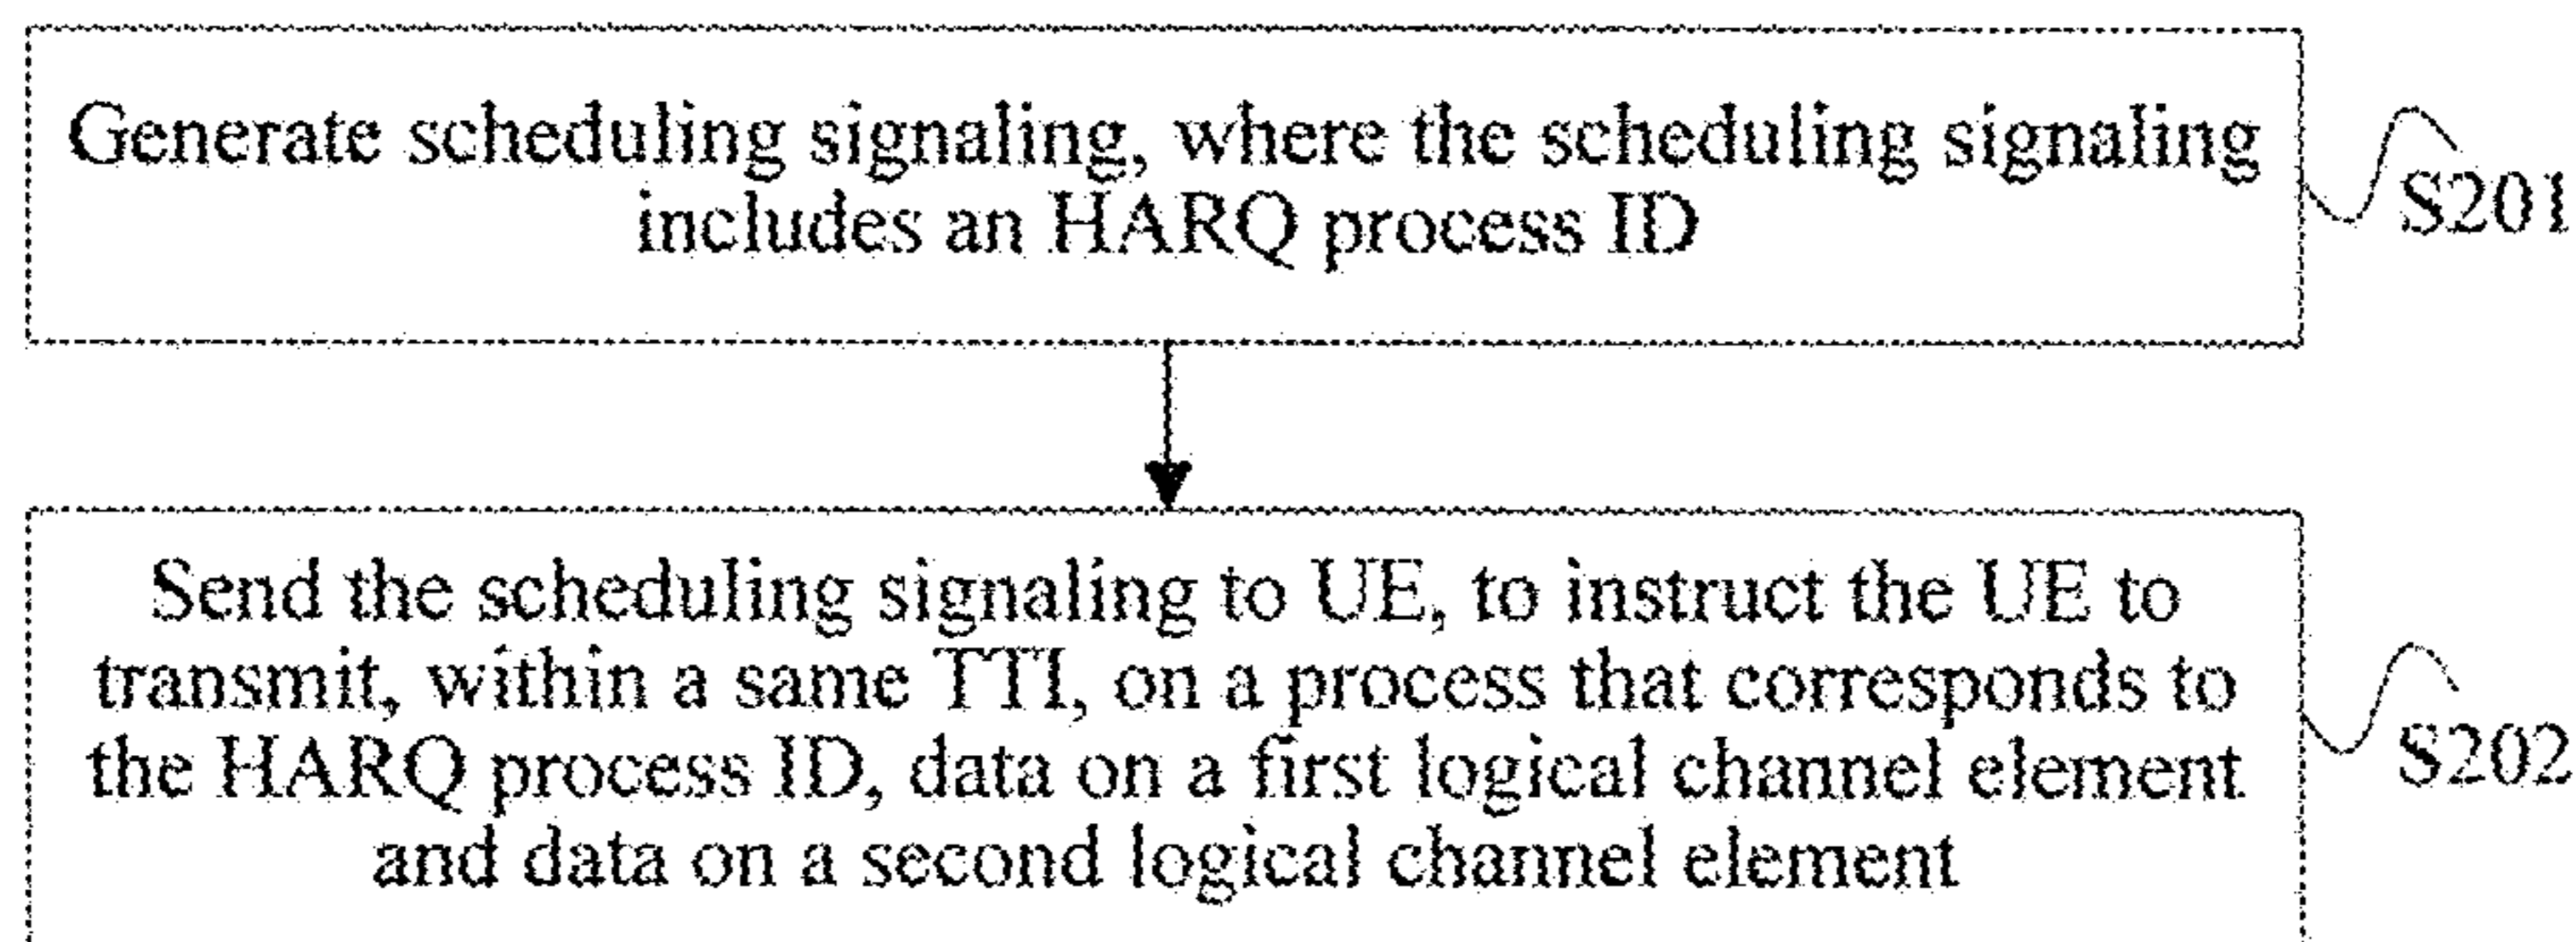 Generate scheduling signaling, where the scheduling signaling
includes an HARQ process ID
S201
Send the scheduling signaling to UE, to instruct the UE to
transmit, within a same TTI, on a process that corresponds to
the HARQ process ID, data on a first logical channel element
and data on a second logical channel element
S202